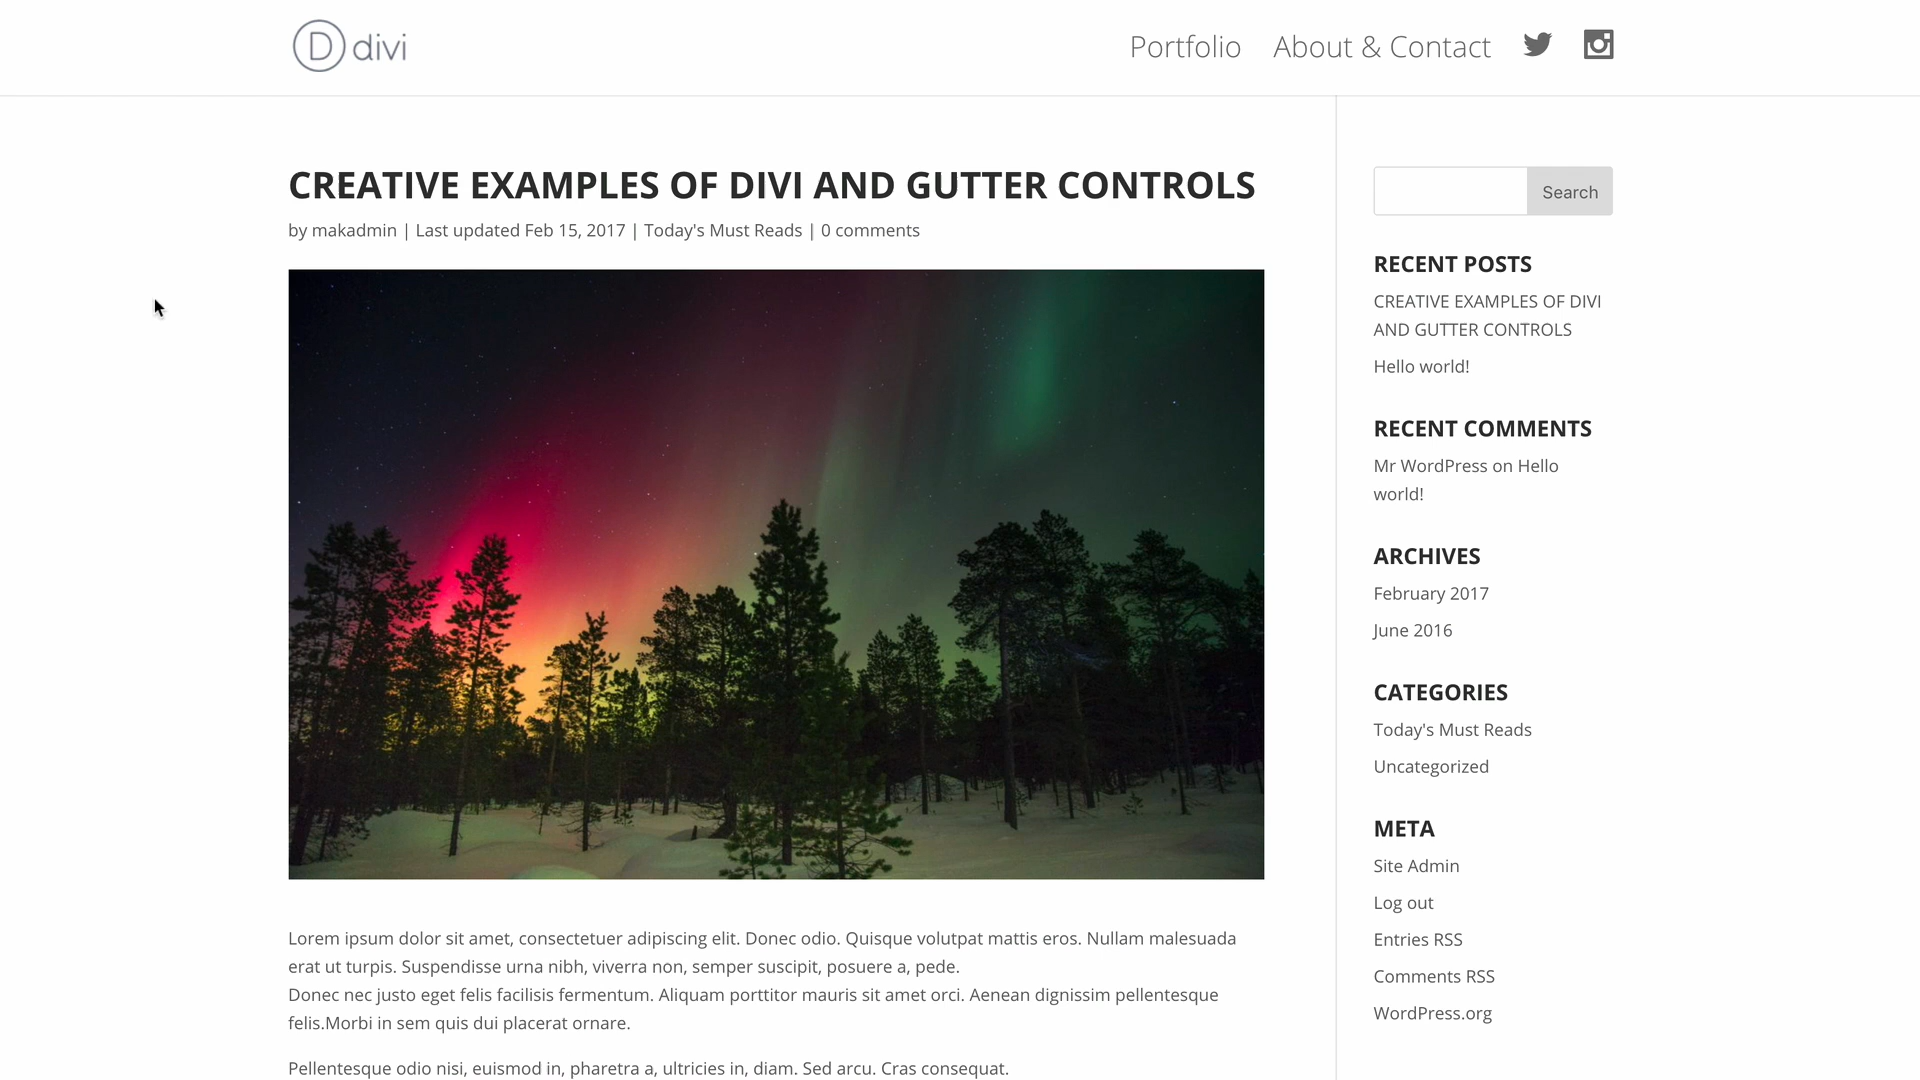 D divi
Portfolio
About & Contact
CREATIVE EXAMPLES OF DIVI AND GUTTER CONTROLS
by makadmin | Last updated Feb 15, 2017 | Today's Must Reads | 0 comments
Lorem ipsum dolor sit amet, consectetuer adipiscing elit. Donec odio. Quisque volutpat mattis eros. Nullam malesuada
erat ut turpis. Suspendisse urna nibh, viverra non, semper suscipit, posuere a, pede.
Donec nec justo eget felis facilisis fermentum. Aliquam porttitor mauris sit amet orci. Aenean dignissim pellentesque
felis.Morbi in sem quis dui placerat ornare.
Pellentesque odio nisi, euismod in, pharetra a, ultricies in, diam. Sed arcu. Cras consequat.
Search
RECENT POSTS
CREATIVE EXAMPLES OF DIVI
AND GUTTER CONTROLS
Hello world!
RECENT COMMENTS
Mr WordPress on Hello
world!
ARCHIVES
February 2017
June 2016
CATEGORIES
Today's Must Reads
Uncategorized
META
Site Admin
Log out
Entries RSS
Comments RSS
WordPress.org